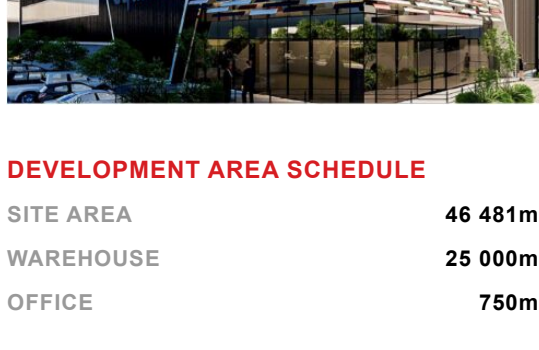 DEVELOPMENT AREA SCHEDULE
SITE AREA 46 481m
WAREHOUSE 25 000m
OFFICE 750m